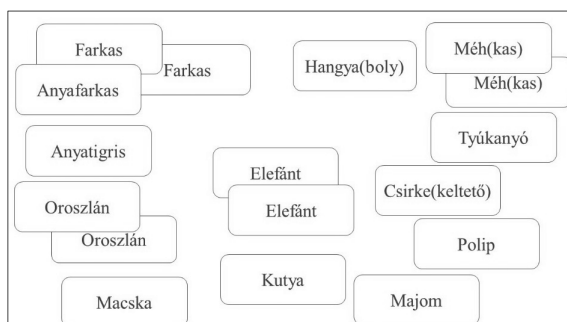 Farkas
Farkas
Anyafarkas
Hangya(boly)
Méh(kas)
Méh(kas)
Anyatigris
Tyúkanyó
Elefánt
Elefánt
Csirke(keltető)
Oroszlán
Oroszlán
Polip
Kutya
Macska
Majom